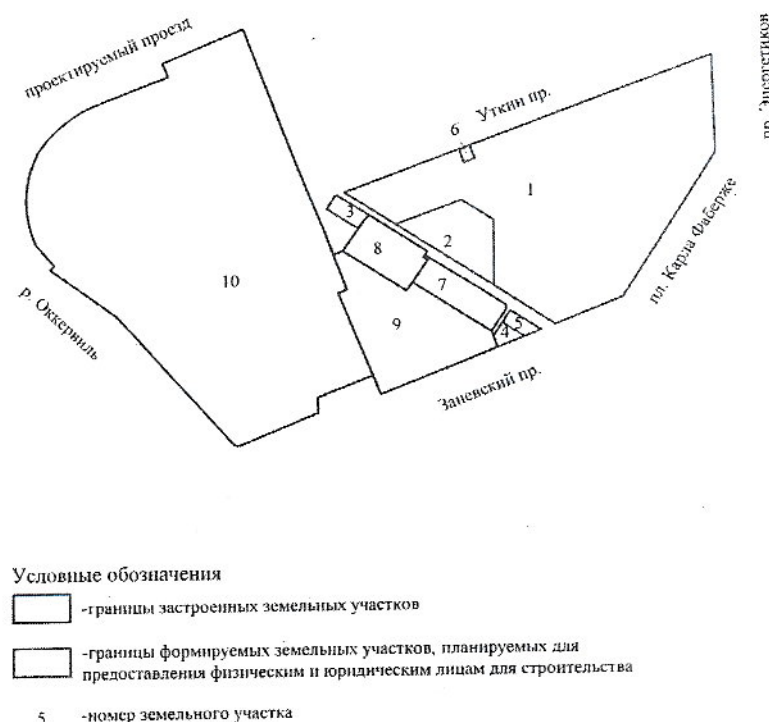 проектируемый проезд
Уткин пр.
пр. Энергетиков
6
1
3
2
8
пл. Карла Фаберже
10
7
р. Оккервиль
9
5
4
Заневский пр.
Условные обозначения
-границы застроенных земельных участков
-границы формируемых земельных участков, планируемых для
предоставления физическим и юридическим лицам для строительства
5 -номер земельного участка